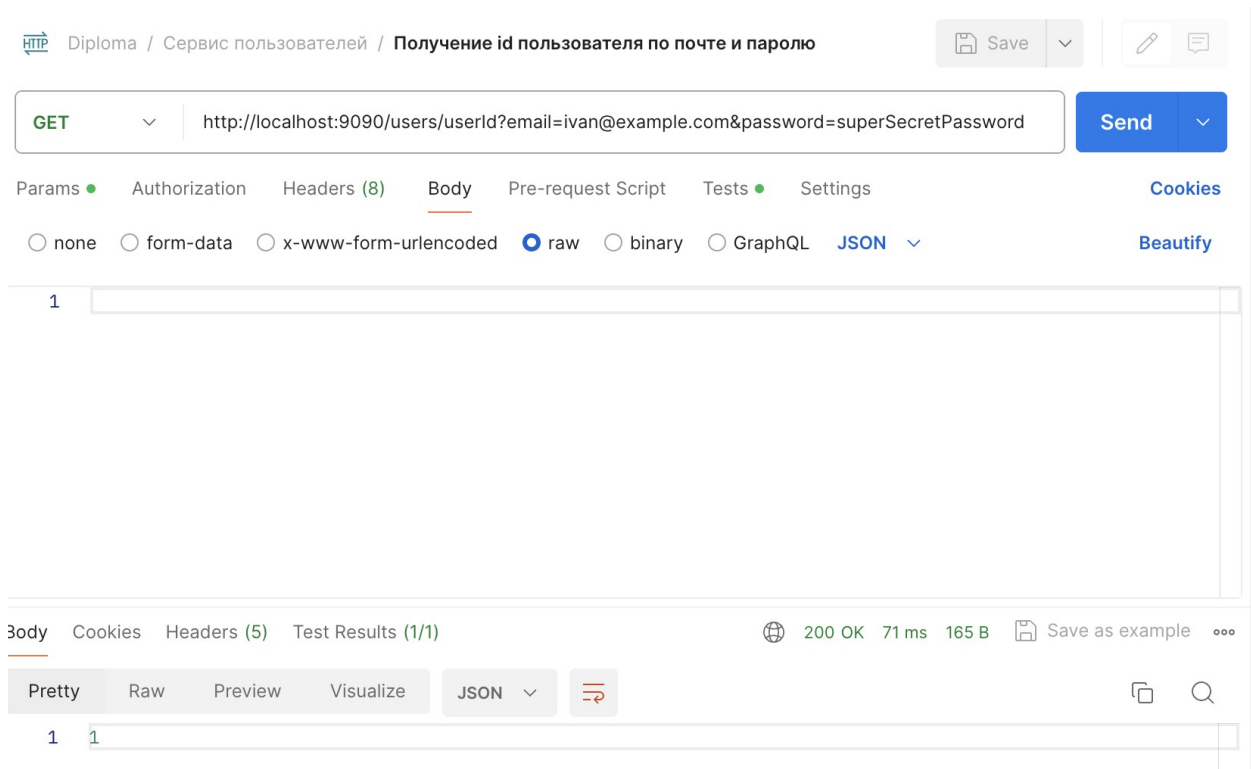 HTTP Diploma / Сервис пользователей / Получение id пользователя по почте и паролю Save
GET http://localhost:9090/users/userId?email=ivan@example.com&password=superSecretPassword Send
Params Authorization Headers (8) Body Pre-request Script Tests Settings Cookies
none form-data x-www-form-urlencoded raw binary GraphQL JSON Beautify
1
Body Cookies Headers (5) Test Results (1/1) 200 OK 71 ms 165 B Save as example
Pretty Raw Preview Visualize JSON
1 1